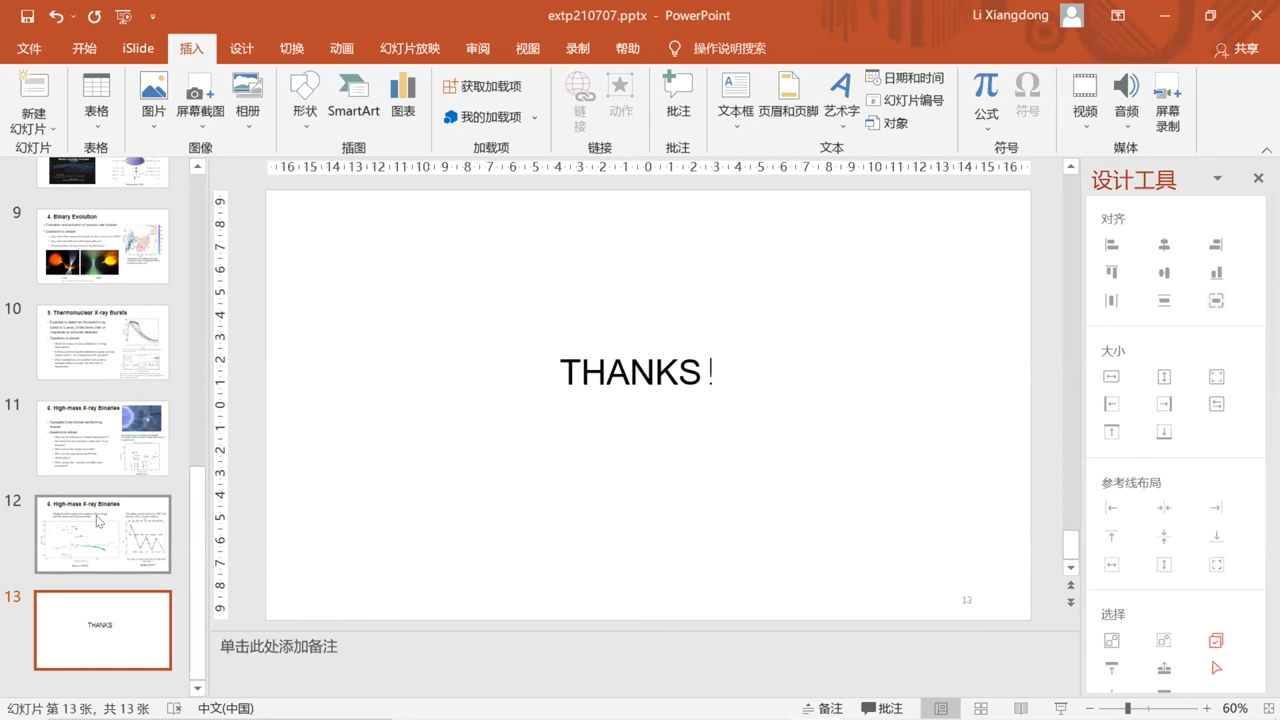 extp210707.pptx - PowerPoint
Li Xiangdong
文件 开始 iSlide 插入 设计 切换 动画 幻灯片放映 审阅 视图 录制 帮助 操作说明搜索 共享
新建
幻灯片
表格
图片
屏幕截图
相册
形状
SmartArt
图表
获取加载项
我的加载项
链
接
动作
批注
文本框
页眉和页脚
艺术字
日期和时间
幻灯片编号
对象
公式
符号
视频
音频
屏幕
录制
幻灯片 表格 图像 插图 加载项 链接 批注 文本 符号 媒体
9
4. Binary Evolution
10
5. Thermonuclear X-ray Bursts
11
6. High-mass X-ray Binaries
12
6. High-mass X-ray Binaries
13
THANKS!
THANKS!
13
单击此处添加备注
设计工具
对齐
大小
参考线布局
选择
幻灯片 第 13 张，共 13 张
中文(中国)
备注
批注
60%